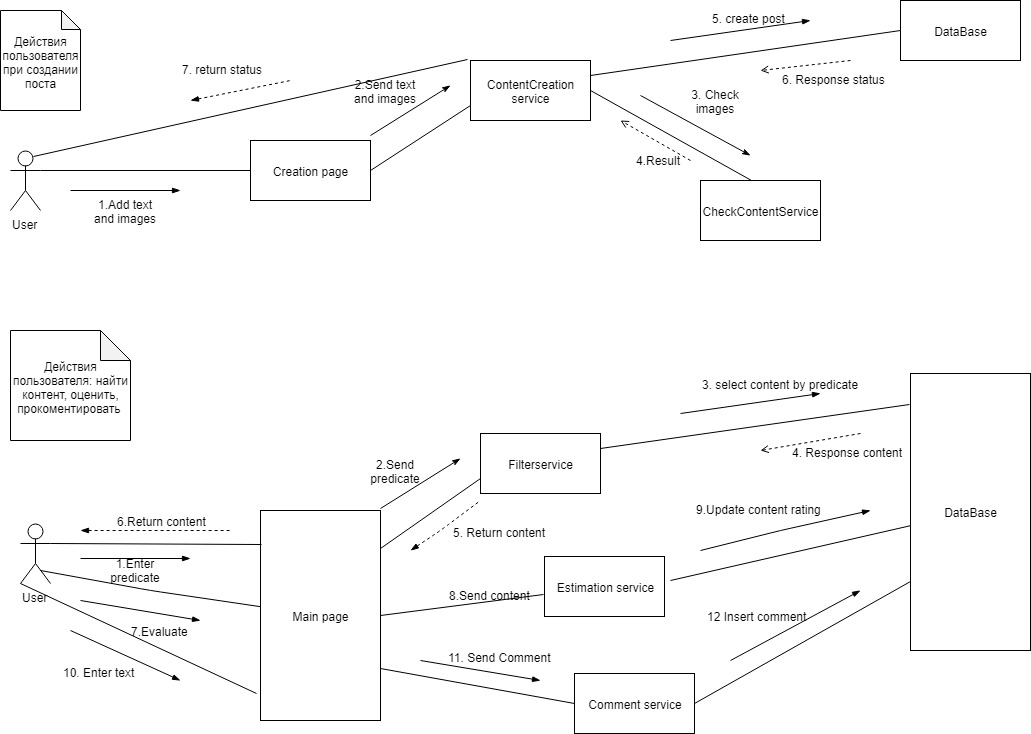 Действия
пользователя
при создании
поста
7. return status
2.Send text
and images
ContentCreation
service
5. create post
DataBase
6. Response status
3. Check
images
4.Result
CheckContentService
Creation page
1.Add text
and images
User
Действия
пользователя: найти
контент, оценить,
прокоментировать
3. select content by predicate
4. Response content
2.Send
predicate
Filterservice
5. Return content
6.Return content
1.Enter
predicate
User
7.Evaluate
10. Enter text
Main page
9.Update content rating
8.Send content
Estimation service
DataBase
12 Insert comment
11. Send Comment
Comment service